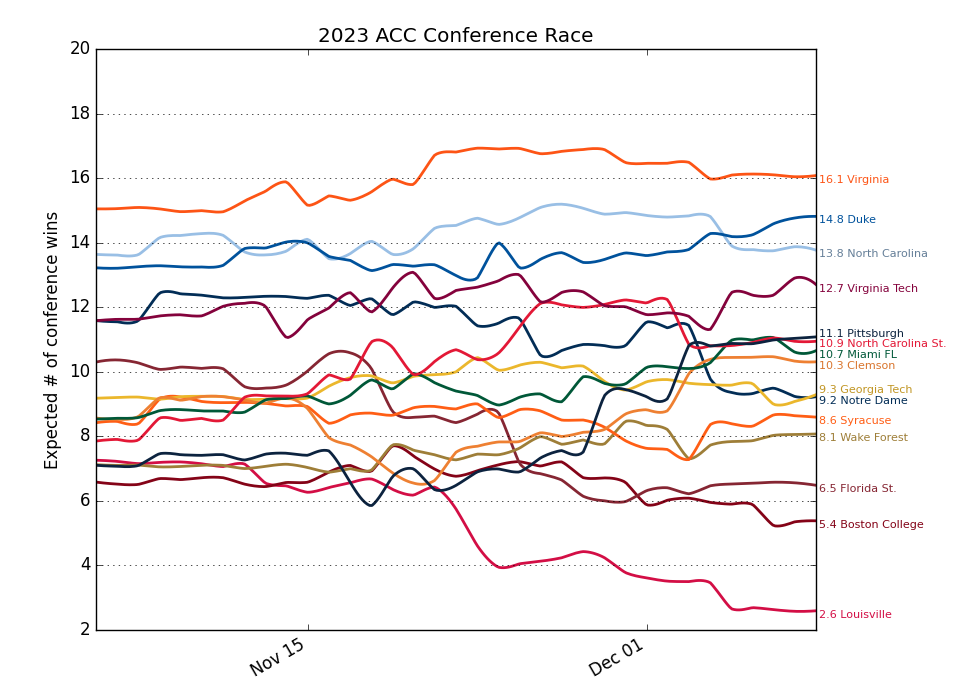 2023 ACC Conference Race
Expected # of conference wins
20
18
16
14
12
10
8
6
4
2
Nov 15
Dec 01
16.1 Virginia
14.8 Duke
13.8 North Carolina
12.7 Virginia Tech
11.1 Pittsburgh
10.9 North Carolina St.
10.7 Miami FL
10.3 Clemson
9.3 Georgia Tech
9.2 Notre Dame
8.6 Syracuse
8.1 Wake Forest
6.5 Florida St.
5.4 Boston College
2.6 Louisville